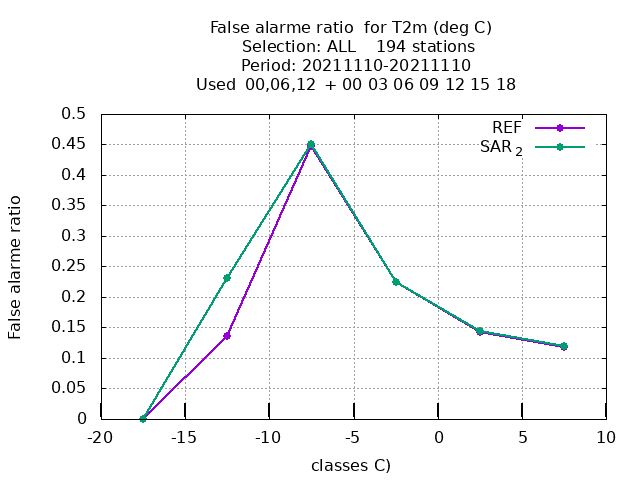 False alarme ratio  for T2m (deg C)
Selection: ALL    194 stations
Period: 20211110-20211110
Used  00,06,12  + 00 03 06 09 12 15 18
0.5
0.45
0.4
0.35
0.3
0.25
0.2
0.15
0.1
0.05
0
False alarme ratio
REF
SAR 2
-20 -15 -10 -5 0 5 10
classes C)